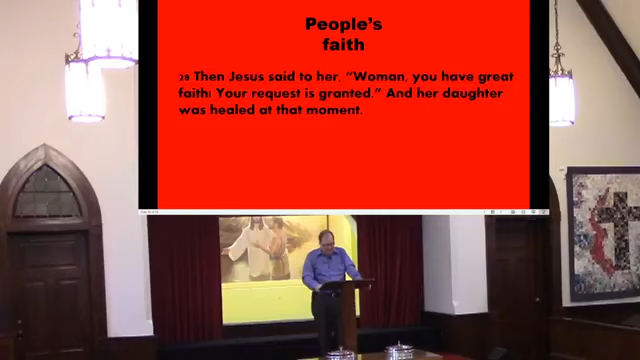 People's
faith
28 Then Jesus said to her, "Woman, you have great
faith! Your request is granted." And her daughter
was healed at that moment.